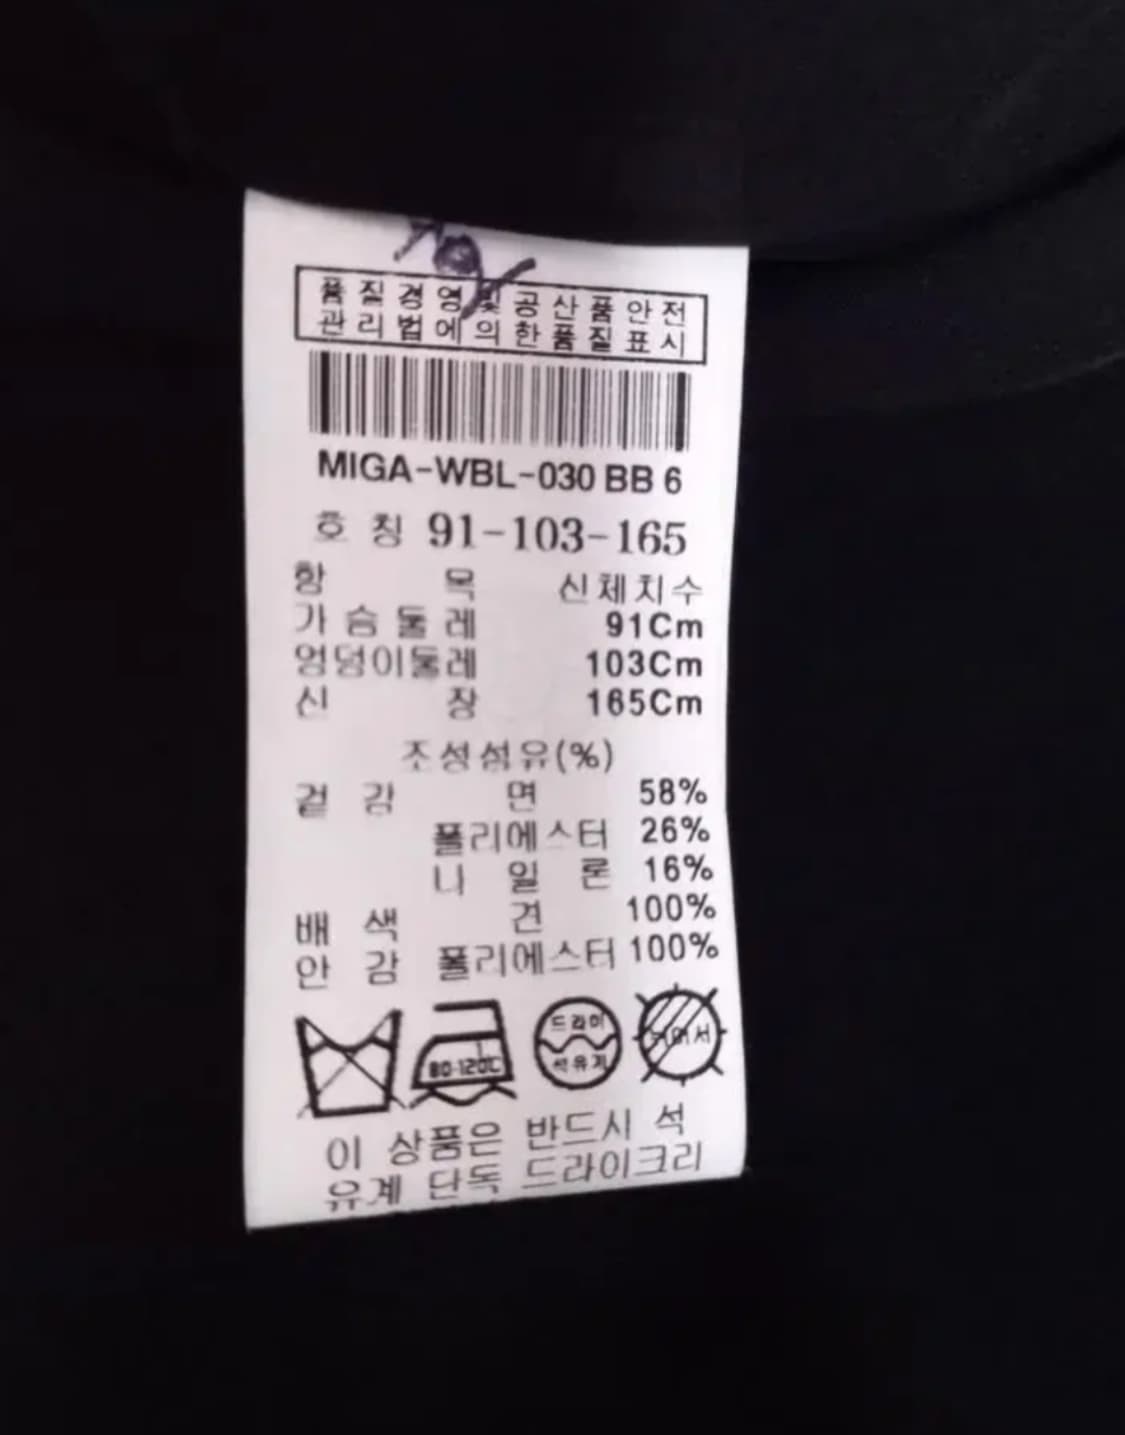 품질경영및공산품안전
관리법에의한품질표시
MIGA-WBL-030 BB 6
호칭 91-103-165
항목 신체치수
가슴둘레 91Cm
엉덩이둘레 103Cm
신장 165Cm
조성섬유(%)
겉감 면 58%
폴리에스터 26%
니일론 16%
배색 견 100%
안감 폴리에스터 100%
80-120C 드라이
석유계
이 상품은 반드시 석
유계 단독 드라이크리